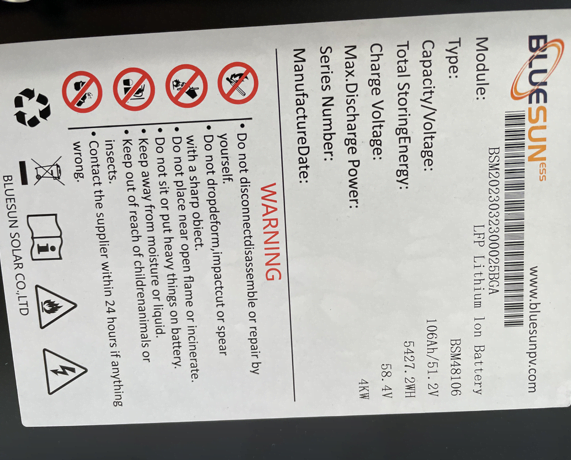 BLUESUN ESS
www.bluesunpv.com
BSM2023032300025BGA
Module: LFP Lithium lon Battery
Type: BSM48106
Capacity/Voltage: 106Ah/51.2V
Total StoringEnergy: 5427.2WH
Charge Voltage: 58.4V
Max.Discharge Power: 4KW
Series Number:
ManufactureDate:
WARNING
• Do not disconnectdisassemble or repair by
yourself.
• Do not dropdeform,impactcut or spear
with a sharp obiect.
• Do not place near open flame or incinerate.
• Do not sit or put heavy things on battery.
• Keep away from moisture or liquid.
• Keep out of reach of childrenanimals or
insects.
• Contact the supplier within 24 hours if anything
wrong.
BLUESUN SOLAR CO.,LTD